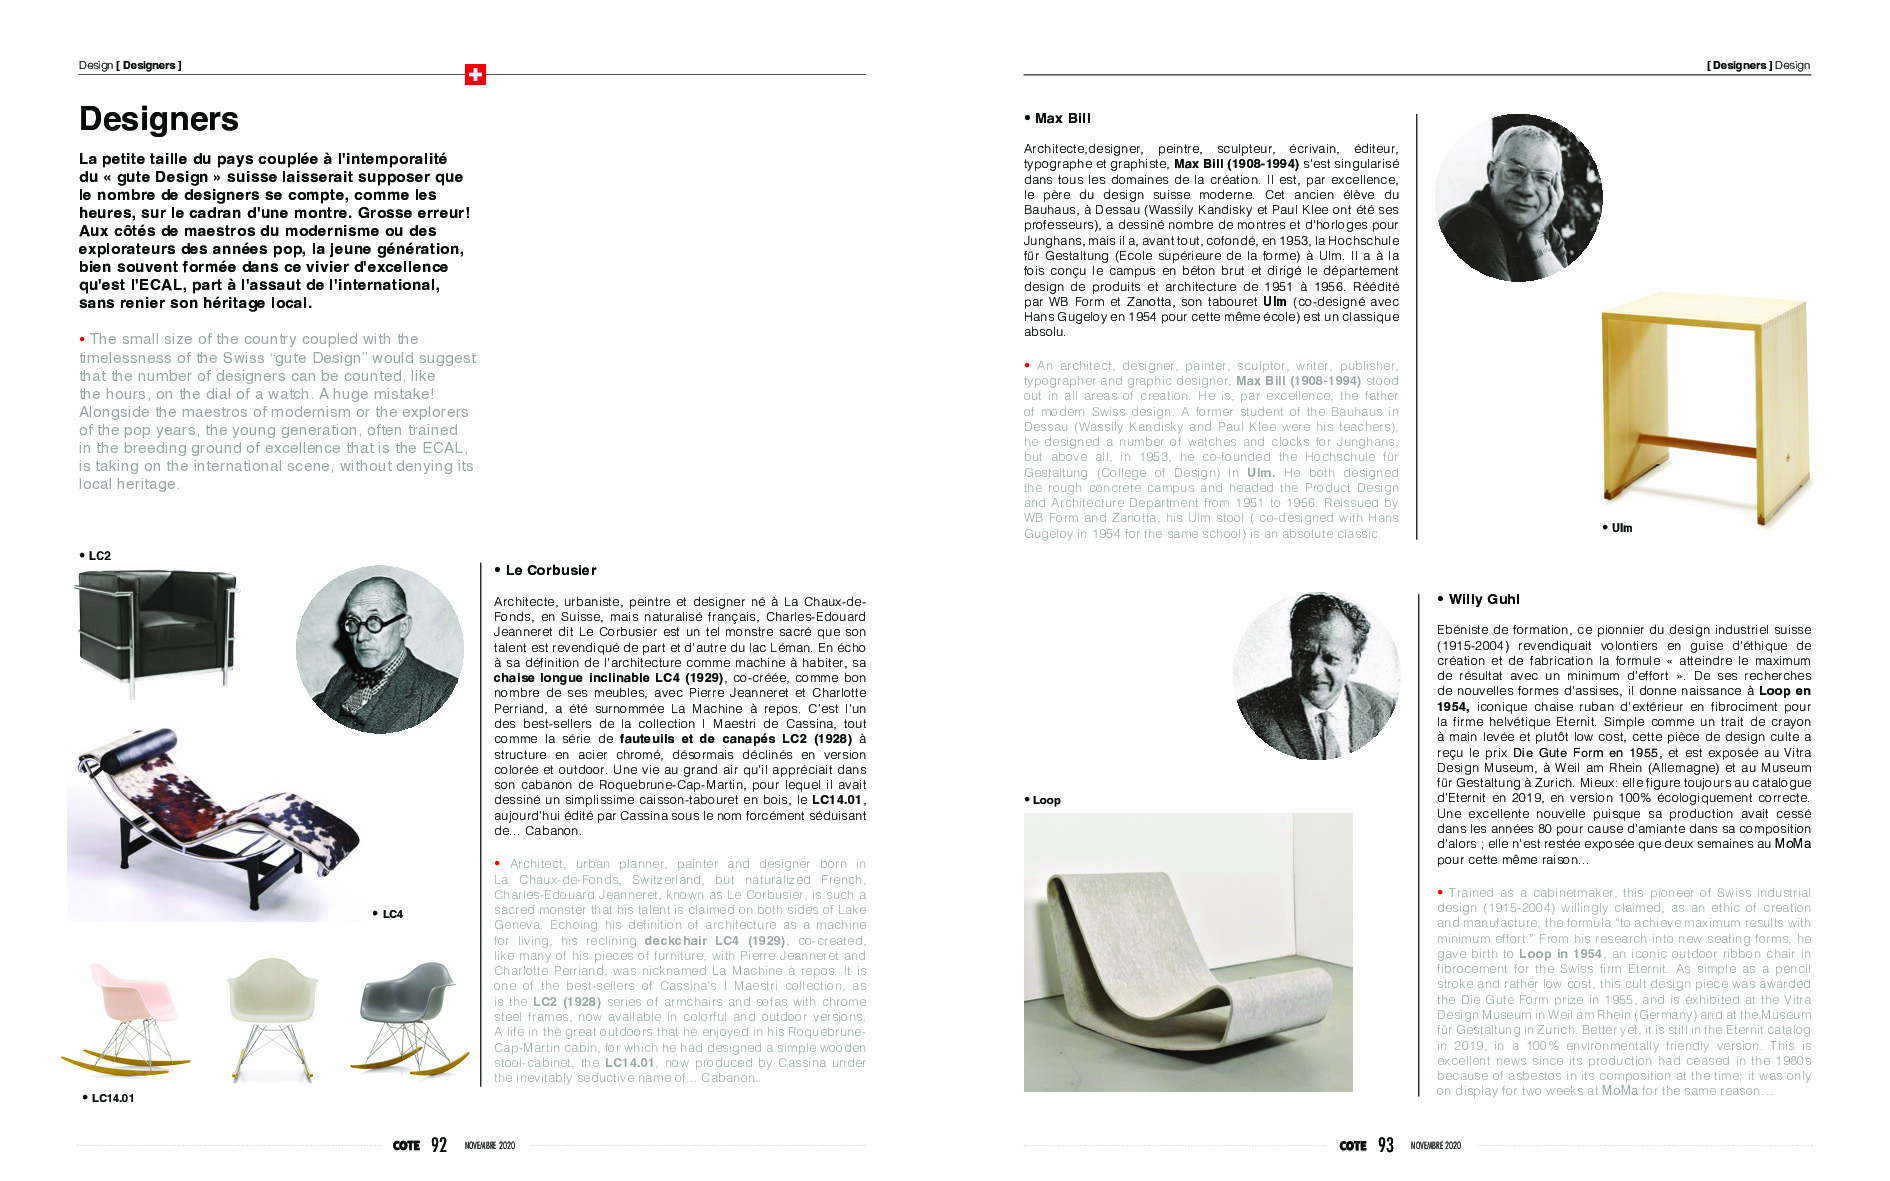 Design [ Designers ]
Designers
La petite taille du pays couplée à l'intemporalité
du « gute Design » suisse laisserait supposer que
le nombre de designers se compte, comme les
heures, sur le cadran d'une montre. Grosse erreur!
Aux côtés de maestros du modernisme ou des
explorateurs des années pop, la jeune génération,
bien souvent formée dans ce vivier d'excellence
qu'est l'ECAL, part à l'assaut de l'international,
sans renier son héritage local.
• The small size of the country coupled with the
timelessness of the Swiss “gute Design” would suggest
that the number of designers can be counted, like
the hours, on the dial of a watch. A huge mistake!
Alongside the maestros of modernism or the explorers
of the pop years, the young generation, often trained
in the breeding ground of excellence that is the ECAL,
is taking on the international scene, without denying its
local heritage.
• LC2
• LC4
• LC14.01
• Le Corbusier
Architecte, urbaniste, peintre et designer né à La Chaux-de-
Fonds, en Suisse, mais naturalisé français, Charles-Edouard
Jeanneret dit Le Corbusier est un tel monstre sacré que son
talent est revendiqué de part et d'autre du lac Léman. En écho
à sa définition de l'architecture comme machine à habiter, sa
chaise longue inclinable LC4 (1929), co-créée, comme bon
nombre de ses meubles, avec Pierre Jeanneret et Charlotte
Perriand, a été surnommée La Machine à repos. C'est l'un
des best-sellers de la collection I Maestri de Cassina, tout
comme la série de fauteuils et de canapés LC2 (1928) à
structure en acier chromé, désormais déclinés en version
colorée et outdoor. Une vie au grand air qu'il appréciait dans
son cabanon de Roquebrune-Cap-Martin, pour lequel il avait
dessiné un simplissime caisson-tabouret en bois, le LC14.01,
aujourd'hui édité par Cassina sous le nom forcément séduisant
de... Cabanon.
• Architect, urban planner, painter and designer born in
La Chaux-de-Fonds, Switzerland, but naturalized French,
Charles-Edouard Jeanneret, known as Le Corbusier, is such a
sacred monster that his talent is claimed on both sides of Lake
Geneva. Echoing his definition of architecture as a machine
for living, his reclining deckchair LC4 (1929), co-created,
like many of his pieces of furniture, with Pierre Jeanneret and
Charlotte Perriand, was nicknamed La Machine à repos. It is
one of the best-sellers of Cassina's I Maestri collection, as
is the LC2 (1928) series of armchairs and sofas with chrome
steel frames, now available in colorful and outdoor versions.
A life in the great outdoors that he enjoyed in his Roquebrune-
Cap-Martin cabin, for which he had designed a simple wooden
stool-cabinet, the LC14.01, now produced by Cassina under
the inevitably seductive name of... Cabanon.
COTE 92 NOVEMBRE 2020
[ Designers ] Design
• Max Bill
Architecte,designer, peintre, sculpteur, écrivain, éditeur,
typographe et graphiste, Max Bill (1908-1994) s'est singularisé
dans tous les domaines de la création. Il est, par excellence,
le père du design suisse moderne. Cet ancien élève du
Bauhaus, à Dessau (Wassily Kandisky et Paul Klee ont été ses
professeurs), a dessiné nombre de montres et d'horloges pour
Junghans, mais il a, avant tout, cofondé, en 1953, la Hochschule
für Gestaltung (Ecole supérieure de la forme) à Ulm. Il a à la
fois conçu le campus en béton brut et dirigé le département
design de produits et architecture de 1951 à 1956. Réédité
par WB Form et Zanotta, son tabouret Ulm (co-designé avec
Hans Gugeloy en 1954 pour cette même école) est un classique
absolu.
• An architect, designer, painter, sculptor, writer, publisher,
typographer and graphic designer, Max Bill (1908-1994) stood
out in all areas of creation. He is, par excellence, the father
of modern Swiss design. A former student of the Bauhaus in
Dessau (Wassily Kandisky and Paul Klee were his teachers),
he designed a number of watches and clocks for Junghans,
but above all, in 1953, he co-founded the Hochschule für
Gestaltung (College of Design) in Ulm. He both designed
the rough concrete campus and headed the Product Design
and Architecture Department from 1951 to 1956. Reissued by
WB Form and Zanotta, his Ulm stool ( co-designed with Hans
Gugeloy in 1954 for the same school) is an absolute classic.
• Ulm
• Loop
• Willy Guhl
Ebéniste de formation, ce pionnier du design industriel suisse
(1915-2004) revendiquait volontiers en guise d'éthique de
création et de fabrication la formule « atteindre le maximum
de résultat avec un minimum d'effort ». De ses recherches
de nouvelles formes d'assises, il donne naissance à Loop en
1954, iconique chaise ruban d'extérieur en fibrociment pour
la firme helvétique Eternit. Simple comme un trait de crayon
à main levée et plutôt low cost, cette pièce de design culte a
reçu le prix Die Gute Form en 1955, et est exposée au Vitra
Design Museum, à Weil am Rhein (Allemagne) et au Museum
für Gestaltung à Zurich. Mieux: elle figure toujours au catalogue
d'Eternit en 2019, en version 100% écologiquement correcte.
Une excellente nouvelle puisque sa production avait cessé
dans les années 80 pour cause d'amiante dans sa composition
d'alors ; elle n'est restée exposée que deux semaines au MoMa
pour cette même raison...
• Trained as a cabinetmaker, this pioneer of Swiss industrial
design (1915-2004) willingly claimed, as an ethic of creation
and manufacture, the formula “to achieve maximum results with
minimum effort.” From his research into new seating forms, he
gave birth to Loop in 1954, an iconic outdoor ribbon chair in
fibrocement for the Swiss firm Eternit. As simple as a pencil
stroke and rather low cost, this cult design piece was awarded
the Die Gute Form prize in 1955, and is exhibited at the Vitra
Design Museum in Weil am Rhein (Germany) and at the Museum
für Gestaltung in Zurich. Better yet, it is still in the Eternit catalog
in 2019, in a 100% environmentally friendly version. This is
excellent news since its production had ceased in the 1980s
because of asbestos in its composition at the time; it was only
on display for two weeks at MoMa for the same reason...
COTE 93 NOVEMBRE 2020